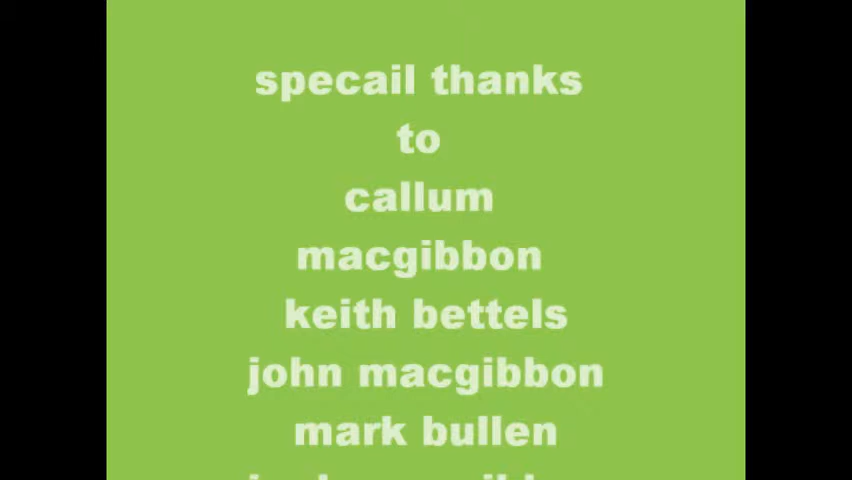 specail thanks
to
callum
macgibbon
keith bettels
john macgibbon
mark bullen